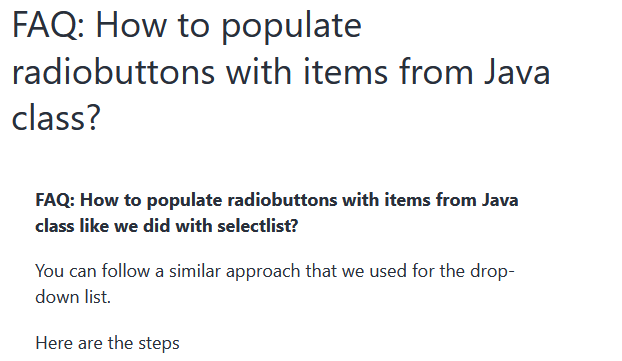 FAQ: How to populate
radiobuttons with items from Java
class?
FAQ: How to populate radiobuttons with items from Java
class like we did with selectlist?
You can follow a similar approach that we used for the drop-
down list.
Here are the steps